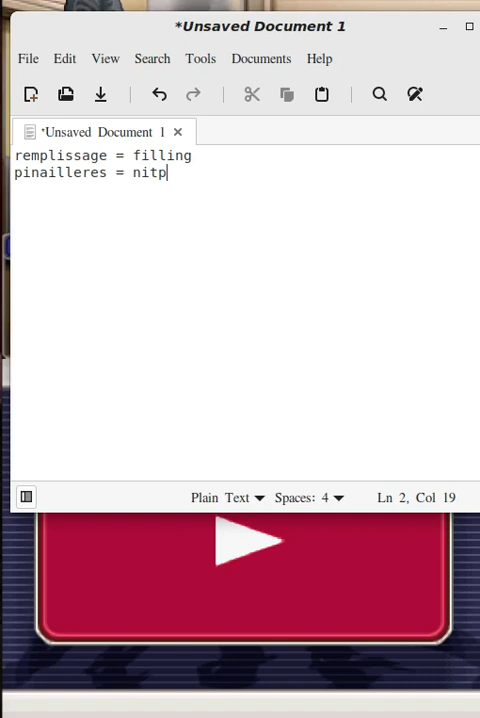 *Unsaved Document 1
File Edit View Search Tools Documents Help
*Unsaved Document 1
remplissage = filling
pinailleres = nitp
Plain Text Spaces: 4 Ln 2, Col 19